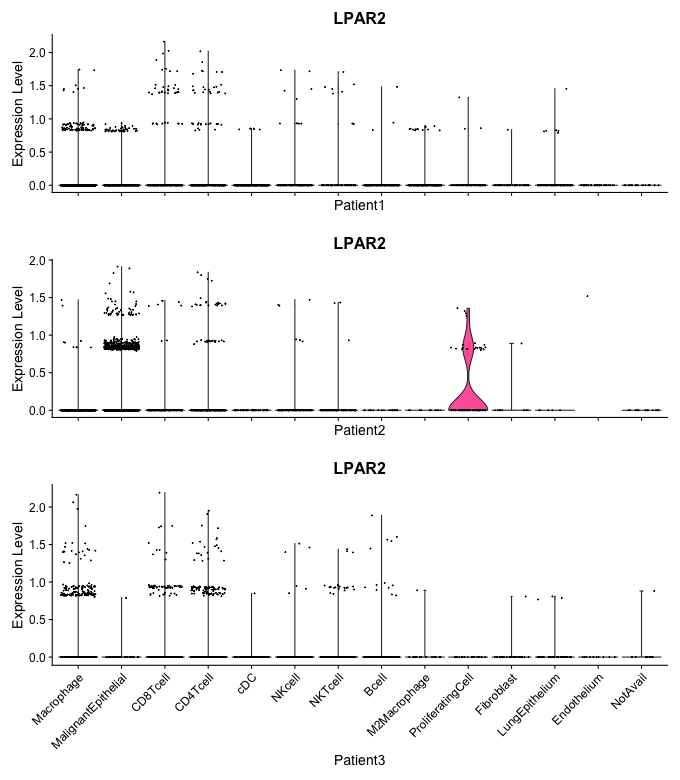 LPAR2
Expression Level
2.0
1.5
1.0
0.5
0.0
Patient1
LPAR2
Expression Level
2.0
1.5
1.0
0.5
0.0
Patient2
LPAR2
Expression Level
2.0
1.5
1.0
0.5
0.0
Macrophage
MalignantEpithelial
CD8Tcell
CD4Tcell
cDC
NKcell
NKTcell
Bcell
M2Macrophage
ProliferatingCell
Fibroblast
LungEpithelium
Endothelium
NotAvail
Patient3